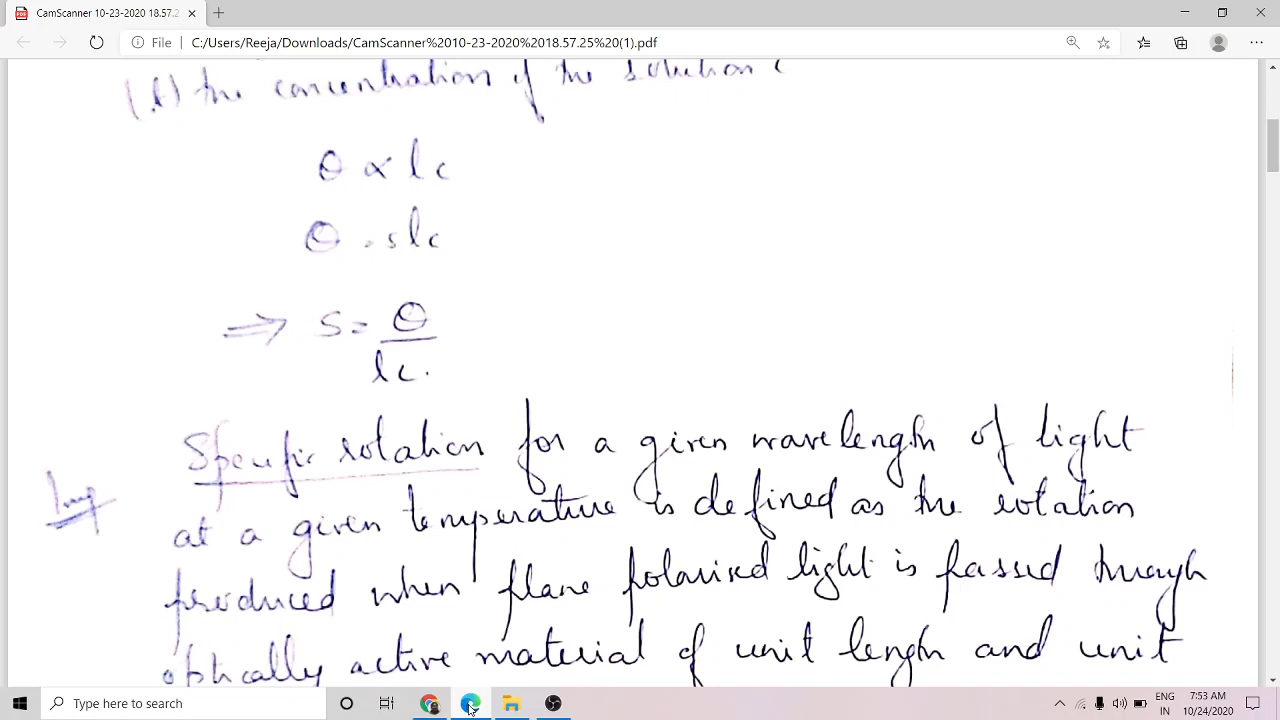 CamScanner 10-23-2020 18.57.2
File C:/Users/Reeja/Downloads/CamScanner%2010-23-2020%2018.57.25%20(1).pdf
the concentration of the solution (
θ ∝ lc
θ = slc
⇒ s = θ
lc.
Specific rotation for a given wavelength of light
Imp
at a given temperature is defined as the rotation
produced when plane polarised light is passed through
optically active material of unit length and unit
Type here to search
ENG 7:53 AM
IN 10/24/2020